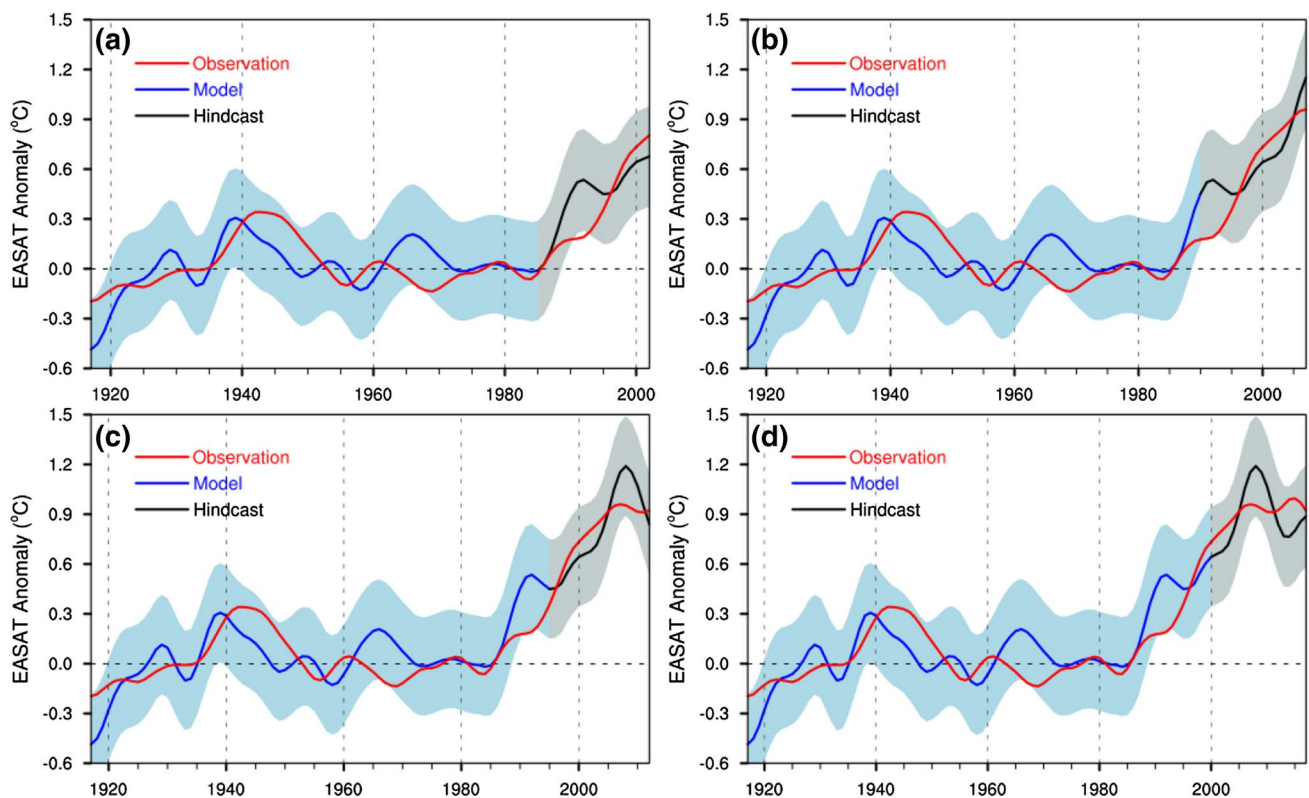 (a)
Observation
Model
Hindcast
EASAT Anomaly (°C)
1.5
1.2
0.9
0.6
0.3
0.0
-0.3
-0.6
1920 1940 1960 1980 2000
(b)
Observation
Model
Hindcast
EASAT Anomaly (°C)
1.5
1.2
0.9
0.6
0.3
0.0
-0.3
-0.6
1920 1940 1960 1980 2000
(c)
Observation
Model
Hindcast
EASAT Anomaly (°C)
1.5
1.2
0.9
0.6
0.3
0.0
-0.3
-0.6
1920 1940 1960 1980 2000
(d)
Observation
Model
Hindcast
EASAT Anomaly (°C)
1.5
1.2
0.9
0.6
0.3
0.0
-0.3
-0.6
1920 1940 1960 1980 2000